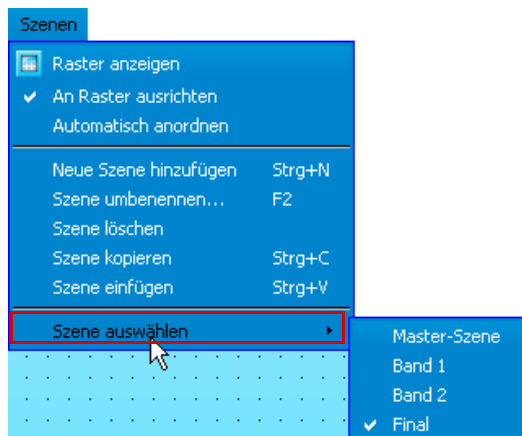 Szenen
Raster anzeigen
An Raster ausrichten
Automatisch anordnen
Neue Szene hinzufügen Strg+N
Szene umbenennen... F2
Szene löschen
Szene kopieren Strg+C
Szene einfügen Strg+V
Szene auswählen
Master-Szene
Band 1
Band 2
Final